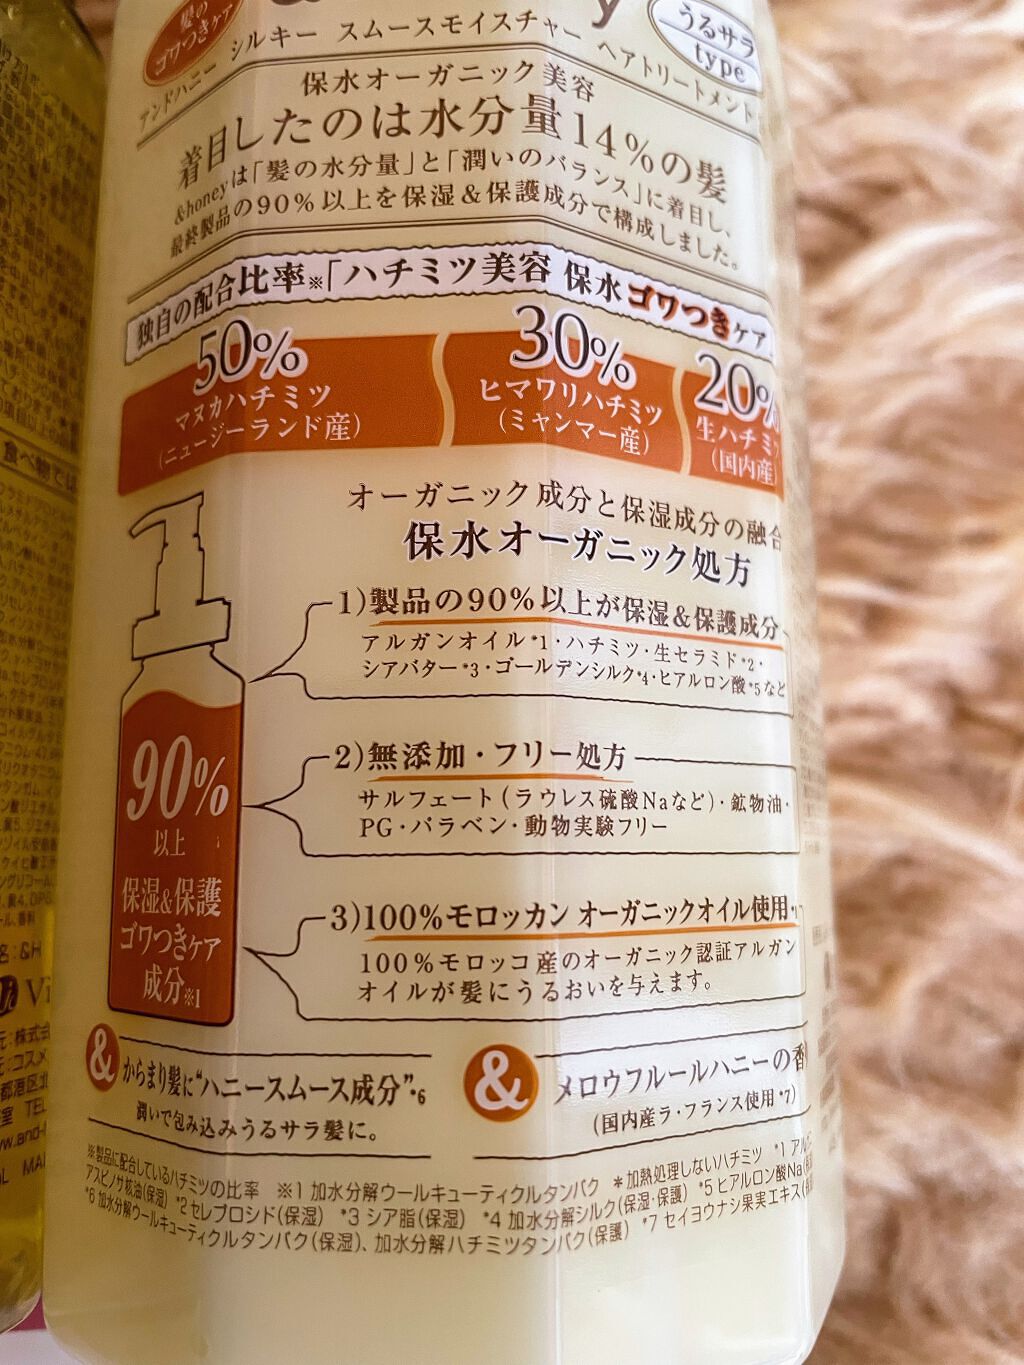 髪の
ゴワつきケア
うるサラ
type
アンドハニー シルキー スムースモイスチャー ヘアトリートメント
保水オーガニック美容
着目したのは水分量14%の髪
&honeyは「髪の水分量」と「潤いのバランス」に着目し、
最終製品の90%以上を保湿&保護成分で構成しました。
独自の配合比率※「ハチミツ美容 保水ゴワつきケア」
50%
マヌカハチミツ
(ニュージーランド産)
30%
ヒマワリハチミツ
(ミャンマー産)
20%
生ハチミツ
(国内産
オーガニック成分と保湿成分の融合
保水オーガニック処方
1)製品の90%以上が保湿&保護成分
アルガンオイル*1・ハチミツ・生セラミド*2・
シアバター*3・ゴールデンシルク*4・ヒアルロン酸*5など
2)無添加・フリー処方
サルフェート(ラウレス硫酸Naなど)・鉱物油・
PG・パラベン・動物実験フリー
3)100%モロッカン オーガニックオイル使用
100%モロッコ産のオーガニック認証アルガン
オイルが髪にうるおいを与えます。
90%
以上
保湿&保護
ゴワつきケア
成分※1
& からまり髪に"ハニースムース成分"*6
潤いで包み込みうるサラ髪に。
& メロウフルールハニーの香
(国内産ラ・フランス使用*7)
※製品に配合しているハチミツの比率 ※1 加水分解ウールキューティクルタンパク *加熱処理しないハチミツ *1 アル
アスピノサ核油(保湿) *2 セレブロシド(保湿) *3 シア脂(保湿) *4 加水分解シルク(保湿・保護) *5 ヒアルロン酸Na
*6 加水分解ウールキューティクルタンパク(保湿)、加水分解ハチミツタンパク(保護) *7 セイヨウナシ果実エキス
食べ物では